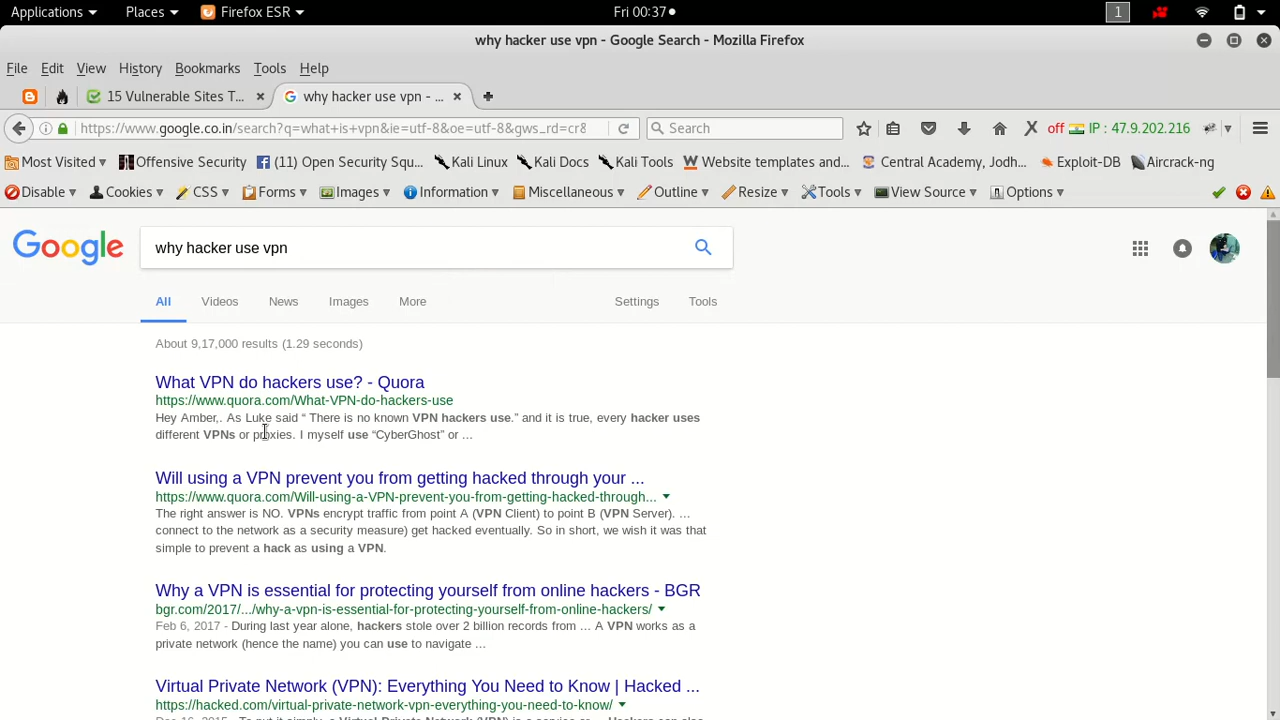 Applications Places Firefox ESR Fri 00:37 1
why hacker use vpn - Google Search - Mozilla Firefox
File Edit View History Bookmarks Tools Help
15 Vulnerable Sites T... why hacker use vpn - ...
https://www.google.co.in/search?q=what+is+vpn&ie=utf-8&oe=utf-8&gws_rd=cr& Search off IP : 47.9.202.216
Most Visited Offensive Security (11) Open Security Squ... Kali Linux Kali Docs Kali Tools Website templates and... Central Academy, Jodh... Exploit-DB Aircrack-ng
Disable Cookies CSS Forms Images Information Miscellaneous Outline Resize Tools View Source Options
Google why hacker use vpn
All Videos News Images More Settings Tools
About 9,17,000 results (1.29 seconds)
What VPN do hackers use? - Quora
https://www.quora.com/What-VPN-do-hackers-use
Hey Amber,. As Luke said “ There is no known VPN hackers use.” and it is true, every hacker uses
different VPNs or proxies. I myself use “CyberGhost” or ...
Will using a VPN prevent you from getting hacked through your ...
https://www.quora.com/Will-using-a-VPN-prevent-you-from-getting-hacked-through...
The right answer is NO. VPNs encrypt traffic from point A (VPN Client) to point B (VPN Server). ...
connect to the network as a security measure) get hacked eventually. So in short, we wish it was that
simple to prevent a hack as using a VPN.
Why a VPN is essential for protecting yourself from online hackers - BGR
bgr.com/2017/.../why-a-vpn-is-essential-for-protecting-yourself-from-online-hackers/
Feb 6, 2017 - During last year alone, hackers stole over 2 billion records from ... A VPN works as a
private network (hence the name) you can use to navigate ...
Virtual Private Network (VPN): Everything You Need to Know | Hacked ...
https://hacked.com/virtual-private-network-vpn-everything-you-need-to-know/